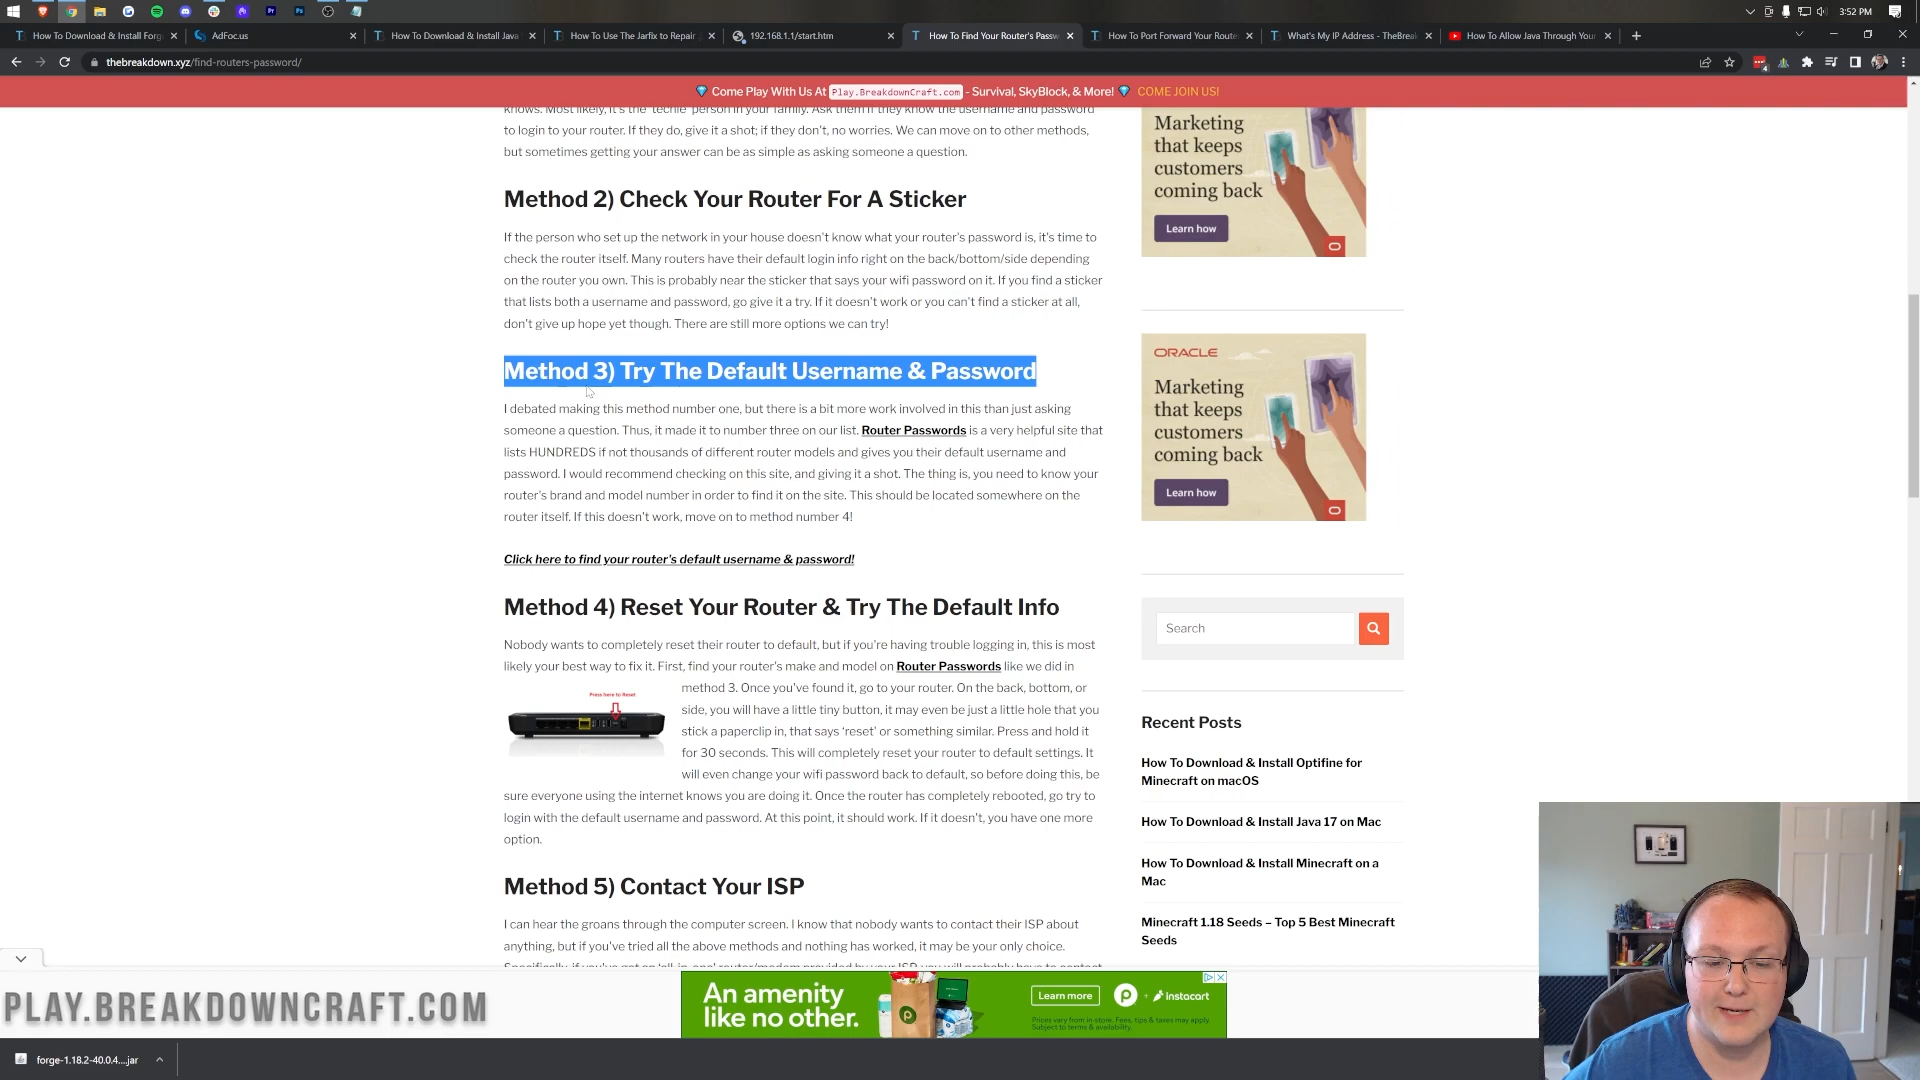 3:52 PM
How To Download & Install Forg
AdFoc.us
How To Download & Install Java
How To Use The Jarfix to Repair
192.168.1.1/start.htm
How To Find Your Router's Passw
How To Port Forward Your Route
What's My IP Address - TheBreak
How To Allow Java Through Your
thebreakdown.xyz/find-routers-password/
Come Play With Us At Play.BreakdownCraft.com - Survival, SkyBlock, & More! COME JOIN US!
knows. Most likely, it's the "techie" person in your family. Ask them if they know the username and password
to login to your router. If they do, give it a shot; if they don't, no worries. We can move on to other methods,
but sometimes getting your answer can be as simple as asking someone a question.
Method 2) Check Your Router For A Sticker
If the person who set up the network in your house doesn't know what your router's password is, it's time to
check the router itself. Many routers have their default login info right on the back/bottom/side depending
on the router you own. This is probably near the sticker that says your wifi password on it. If you find a sticker
that lists both a username and password, go give it a try. If it doesn't work or you can't find a sticker at all,
don't give up hope yet though. There are still more options we can try!
Method 3) Try The Default Username & Password
I debated making this method number one, but there is a bit more work involved in this than just asking
someone a question. Thus, it made it to number three on our list. Router Passwords is a very helpful site that
lists HUNDREDS if not thousands of different router models and gives you their default username and
password. I would recommend checking on this site, and giving it a shot. The thing is, you need to know your
router's brand and model number in order to find it on the site. This should be located somewhere on the
router itself. If this doesn't work, move on to method number 4!
Click here to find your router's default username & password!
Method 4) Reset Your Router & Try The Default Info
Nobody wants to completely reset their router to default, but if you're having trouble logging in, this is most
likely your best way to fix it. First, find your router's make and model on Router Passwords like we did in
Press here to Reset
method 3. Once you've found it, go to your router. On the back, bottom, or
side, you will have a little tiny button, it may even be just a little hole that you
stick a paperclip in, that says 'reset' or something similar. Press and hold it
for 30 seconds. This will completely reset your router to default settings. It
will even change your wifi password back to default, so before doing this, be
sure everyone using the internet knows you are doing it. Once the router has completely rebooted, go try to
login with the default username and password. At this point, it should work. If it doesn't, you have one more
option.
Method 5) Contact Your ISP
I can hear the groans through the computer screen. I know that nobody wants to contact their ISP about
anything, but if you've tried all the above methods and nothing has worked, it may be your only choice.
Marketing
that keeps
customers
coming back
Learn how
ORACLE
Marketing
that keeps
customers
coming back
Learn how
Search
Recent Posts
How To Download & Install Optifine for
Minecraft on macOS
How To Download & Install Java 17 on Mac
How To Download & Install Minecraft on a
Mac
Minecraft 1.18 Seeds – Top 5 Best Minecraft
Seeds
PLAY.BREAKDOWNCRAFT.COM
An amenity
like no other.
Learn more
instacart
Prices vary from in-store. Fees, tips & taxes may apply.
Subject to terms & availability.
forge-1.18.2-40.0.4....jar